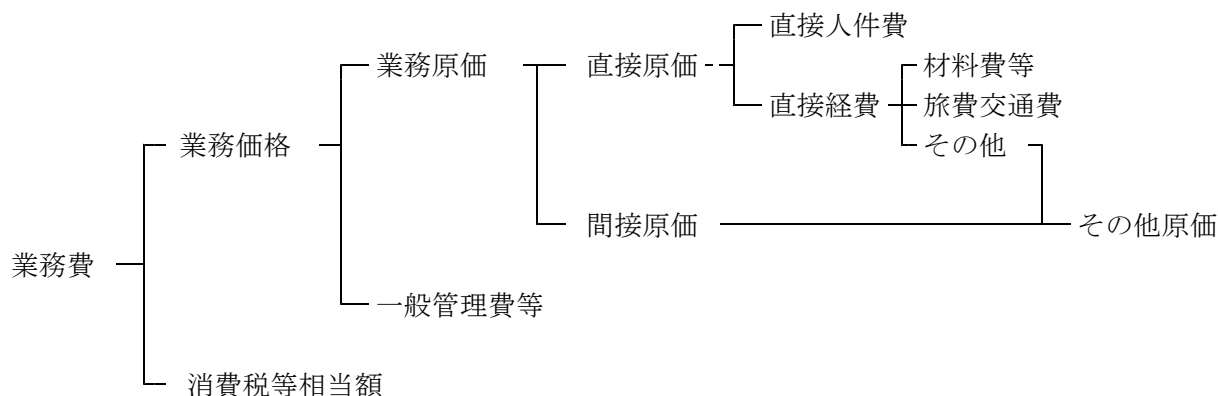 直接人件費
業務原価 直接原価 材料費等
直接経費 旅費交通費
業務価格 その他
間接原価 その他原価
業務費
一般管理費等
消費税等相当額